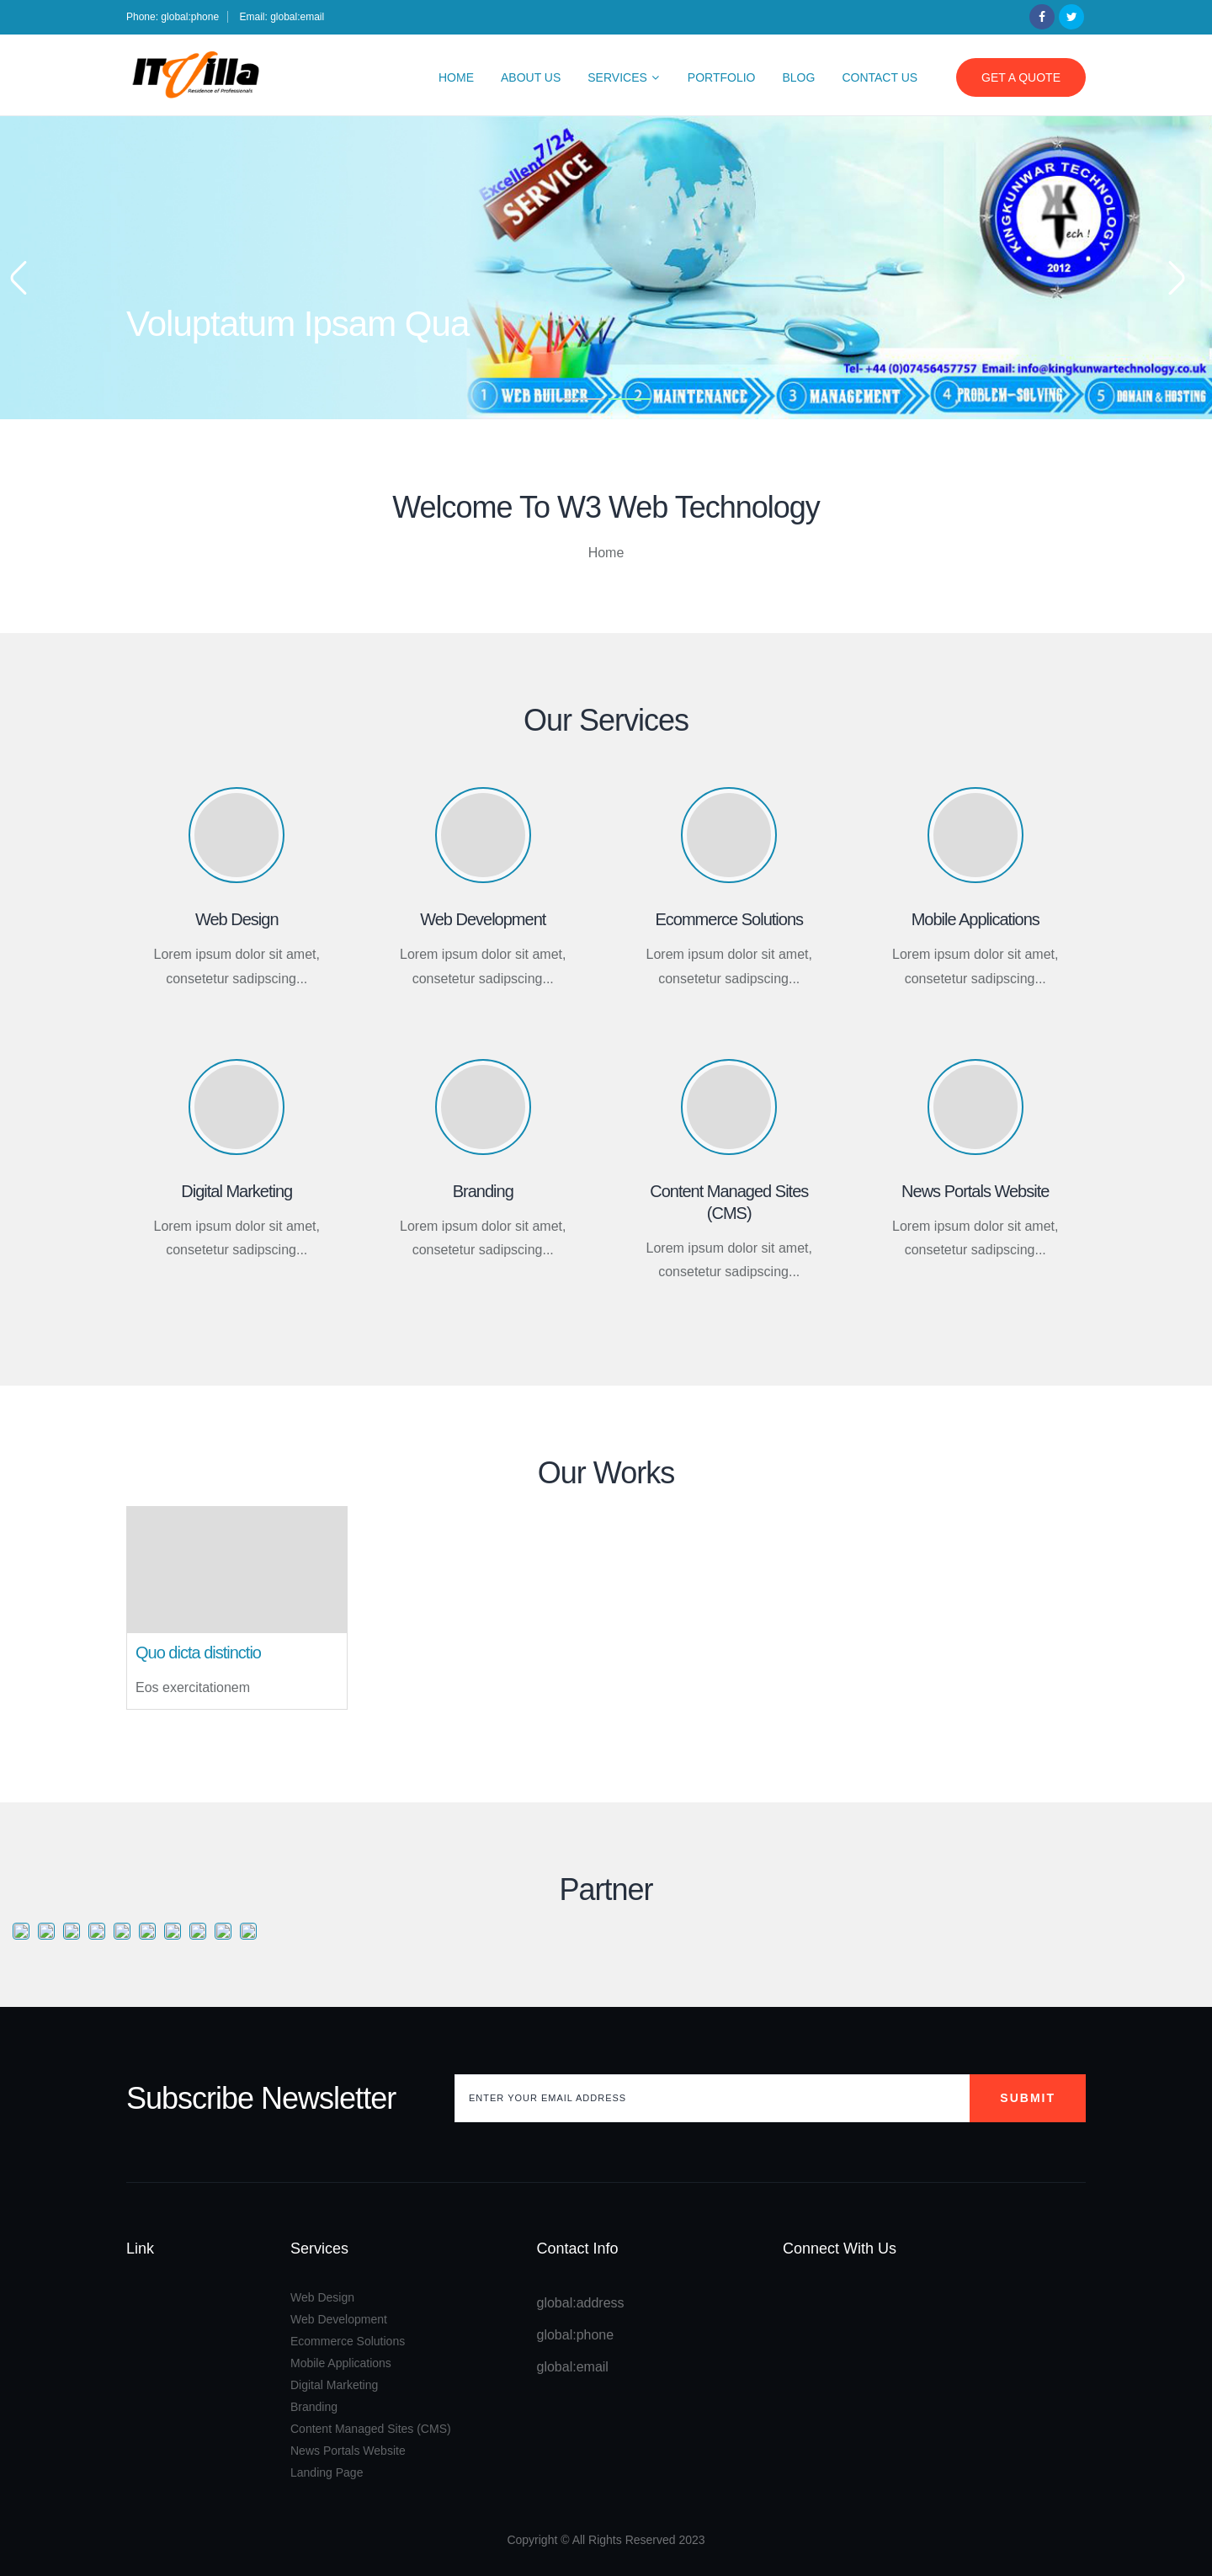 Phone: global:phone
Email: global:email
ITVilla
Residence of Professionals
HOME
ABOUT US
SERVICES
PORTFOLIO
BLOG
CONTACT US
GET A QUOTE
Excellent 7/24
SERVICE
KINGKUNWAR TECHNOLOGY
KTech !
2012
Voluptatum Ipsam Qua
Tel- +44 (0)07456457757 Email: info@kingkunwartechnology.co.uk
1 WEB BUILDER
2 MAINTENANCE
3 MANAGEMENT
4 PROBLEM-SOLVING
5 DOMAIN & HOSTING
Welcome To W3 Web Technology
Home
Our Services
Web Design
Lorem ipsum dolor sit amet,
consetetur sadipscing...
Web Development
Lorem ipsum dolor sit amet,
consetetur sadipscing...
Ecommerce Solutions
Lorem ipsum dolor sit amet,
consetetur sadipscing...
Mobile Applications
Lorem ipsum dolor sit amet,
consetetur sadipscing...
Digital Marketing
Lorem ipsum dolor sit amet,
consetetur sadipscing...
Branding
Lorem ipsum dolor sit amet,
consetetur sadipscing...
Content Managed Sites
(CMS)
Lorem ipsum dolor sit amet,
consetetur sadipscing...
News Portals Website
Lorem ipsum dolor sit amet,
consetetur sadipscing...
Our Works
Quo dicta distinctio
Eos exercitationem
Partner
Subscribe Newsletter
ENTER YOUR EMAIL ADDRESS
SUBMIT
Link
Services
Web Design
Web Development
Ecommerce Solutions
Mobile Applications
Digital Marketing
Branding
Content Managed Sites (CMS)
News Portals Website
Landing Page
Contact Info
global:address
global:phone
global:email
Connect With Us
Copyright © All Rights Reserved 2023